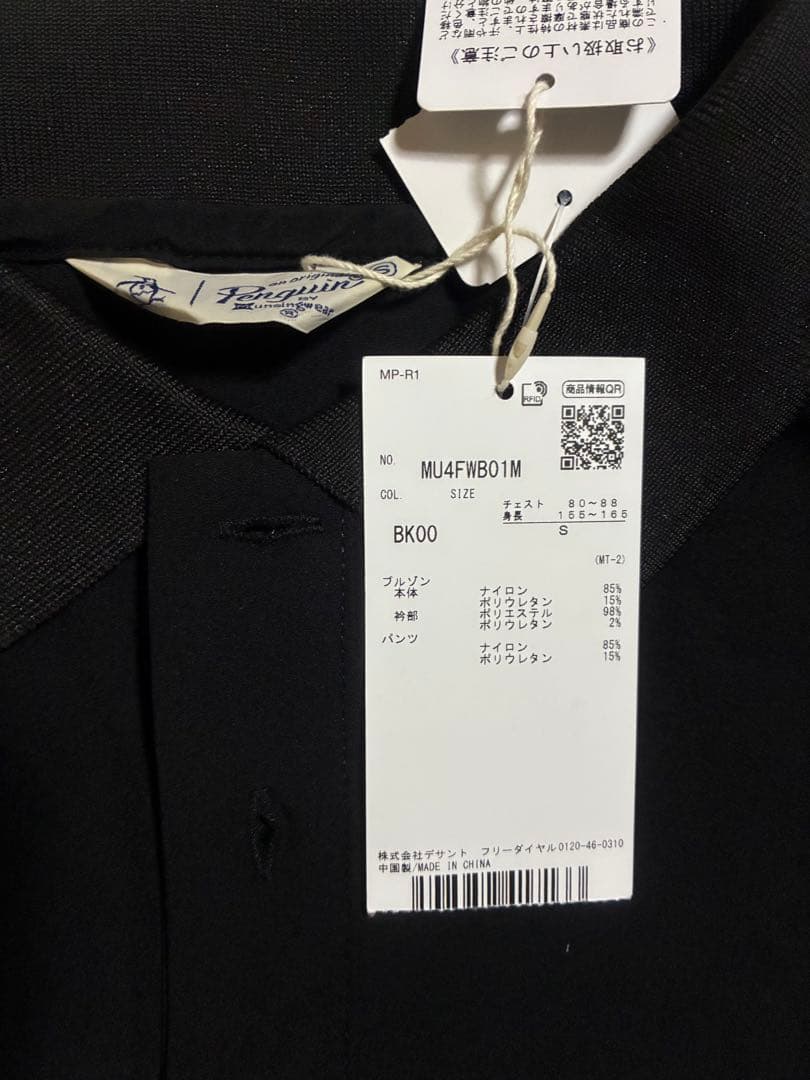 《お取扱い上のご注意》
an original
Penguin
BY
Munsingwear
MP-R1
RFID
商品情報QR
NO.
MU4FWB01M
COL.
SIZE
チェスト 80~88
身長 155~165
S
BK00
(MT-2)
ブルゾン
本体 ナイロン 85%
ポリウレタン 15%
衿部 ポリエステル 98%
ポリウレタン 2%
パンツ
ナイロン 85%
ポリウレタン 15%
株式会社デサント フリーダイヤル0120-46-0310
中国製/MADE IN CHINA